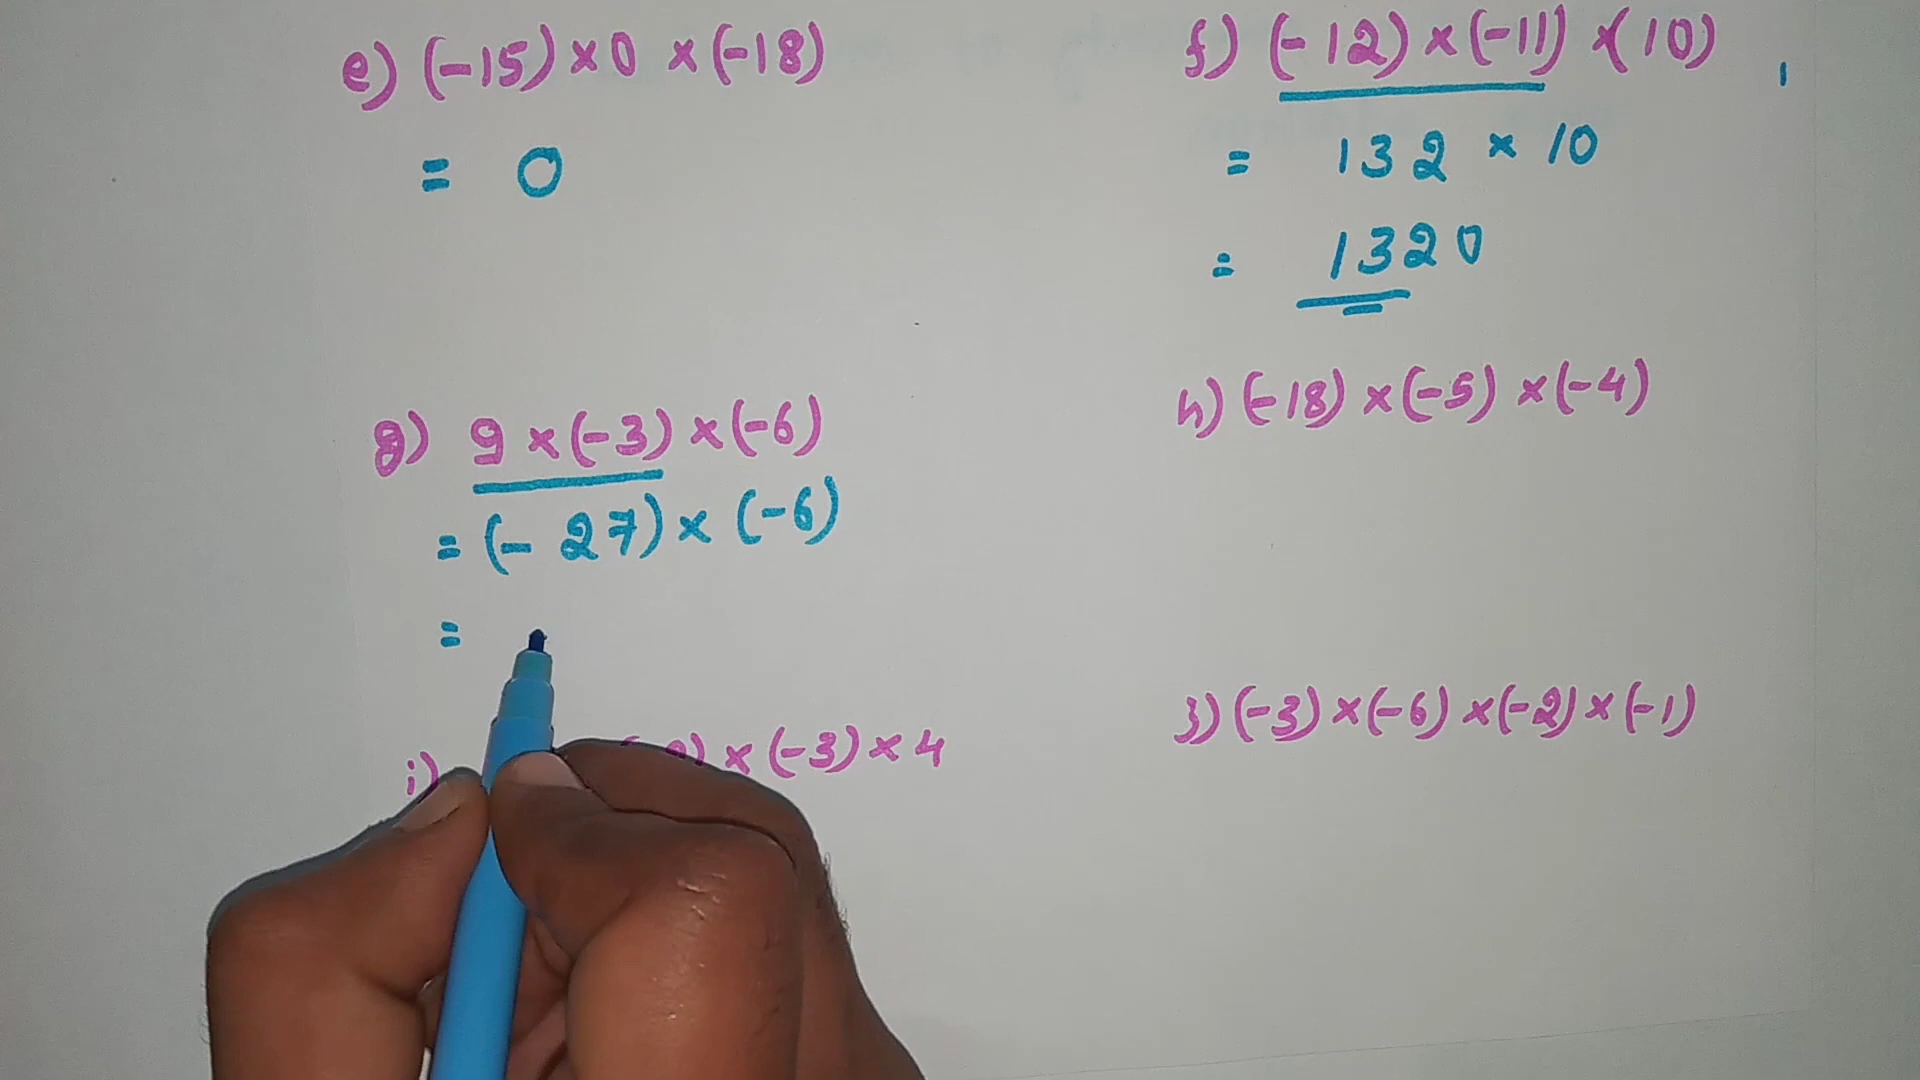 e) (-15) × 0 × (-18)
= 0
f) (-12) × (-11) × (10)
= 132 × 10
= 1320
g) 9 × (-3) × (-6)
= (- 27) × (-6)
=
h) (-18) × (-5) × (-4)
i) × (-3) × 4
j) (-3) × (-6) × (-2) × (-1)